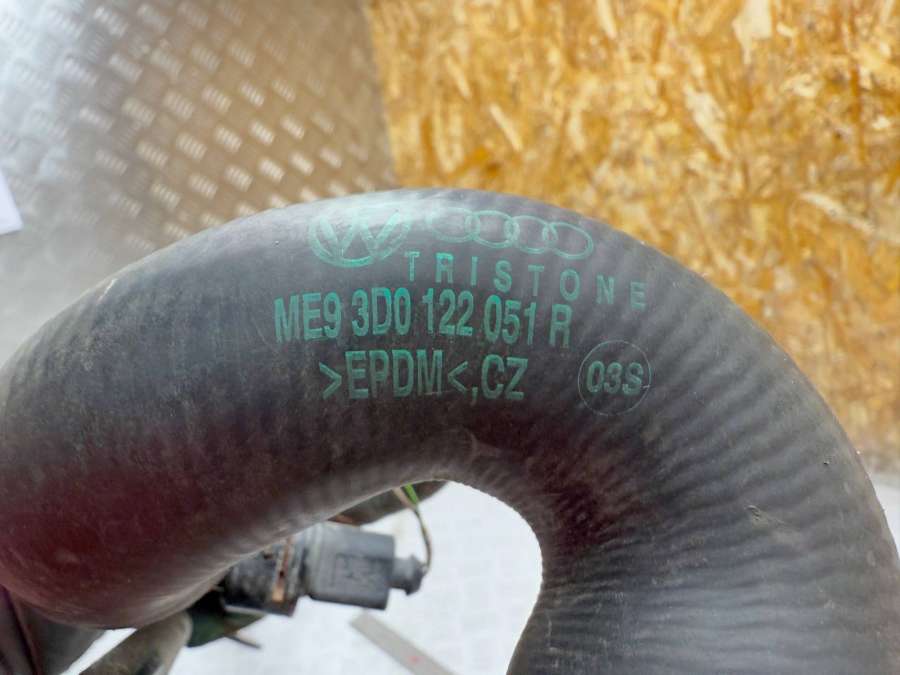 TRISTONE
ME9 3D0 122 051 R
>EPDM<,CZ
03S